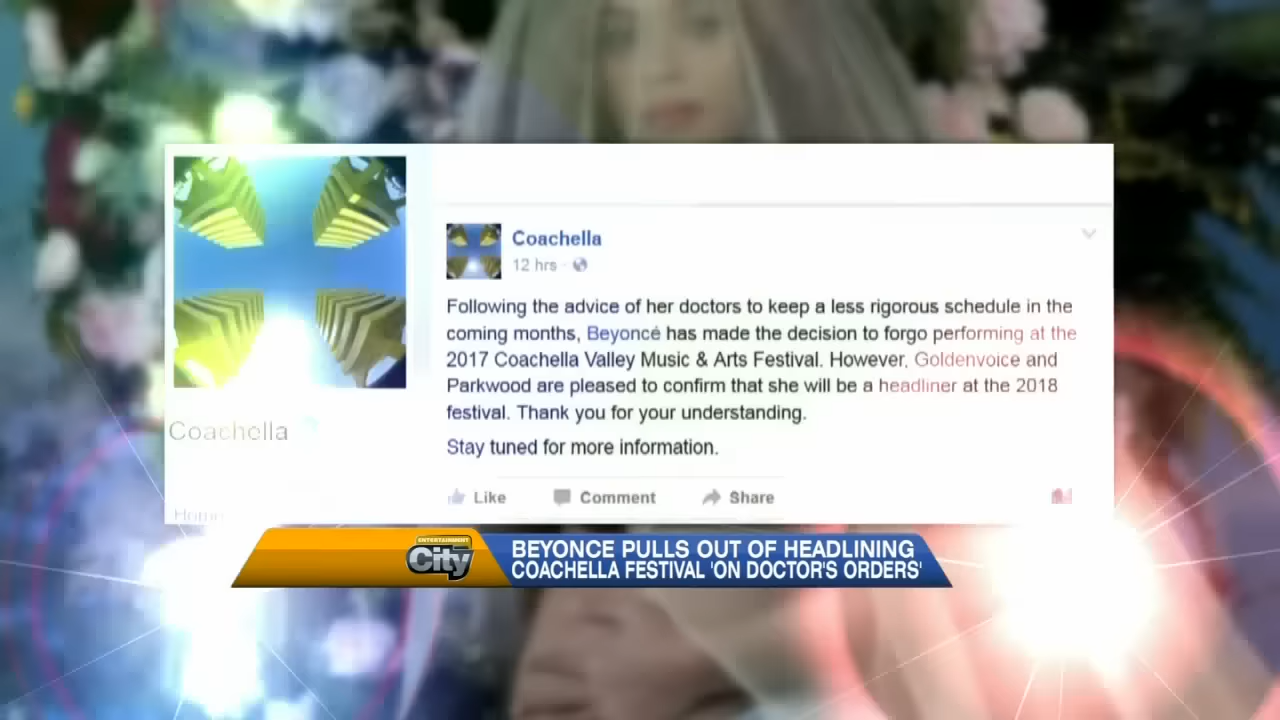 Coachella
12 hrs
Following the advice of her doctors to keep a less rigorous schedule in the
coming months, Beyoncé has made the decision to forgo performing at the
2017 Coachella Valley Music & Arts Festival. However, Goldenvoice and
Parkwood are pleased to confirm that she will be a headliner at the 2018
festival. Thank you for your understanding.
Stay tuned for more information.
Like Comment Share
Coachella
Home
ENTERTAINMENT
City
BEYONCE PULLS OUT OF HEADLINING
COACHELLA FESTIVAL 'ON DOCTOR'S ORDERS'